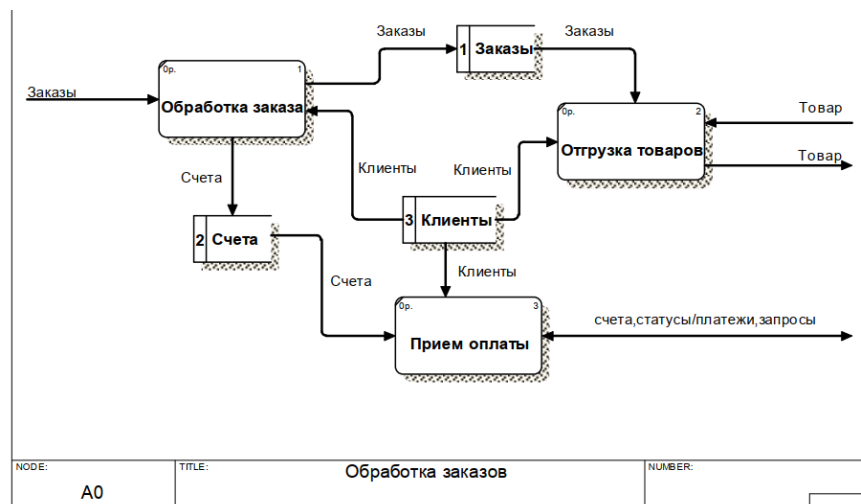 Заказы
Заказы
1 Заказы
0р. 1
Обработка заказа
Заказы
0р. 2
Отгрузка товаров
Товар
Товар
Клиенты
Клиенты
Счета
3 Клиенты
2 Счета
Клиенты
Счета
0р. 3
Прием оплаты
счета,статусы/платежи,запросы
NODE:
A0
TITLE:
Обработка заказов
NUMBER: